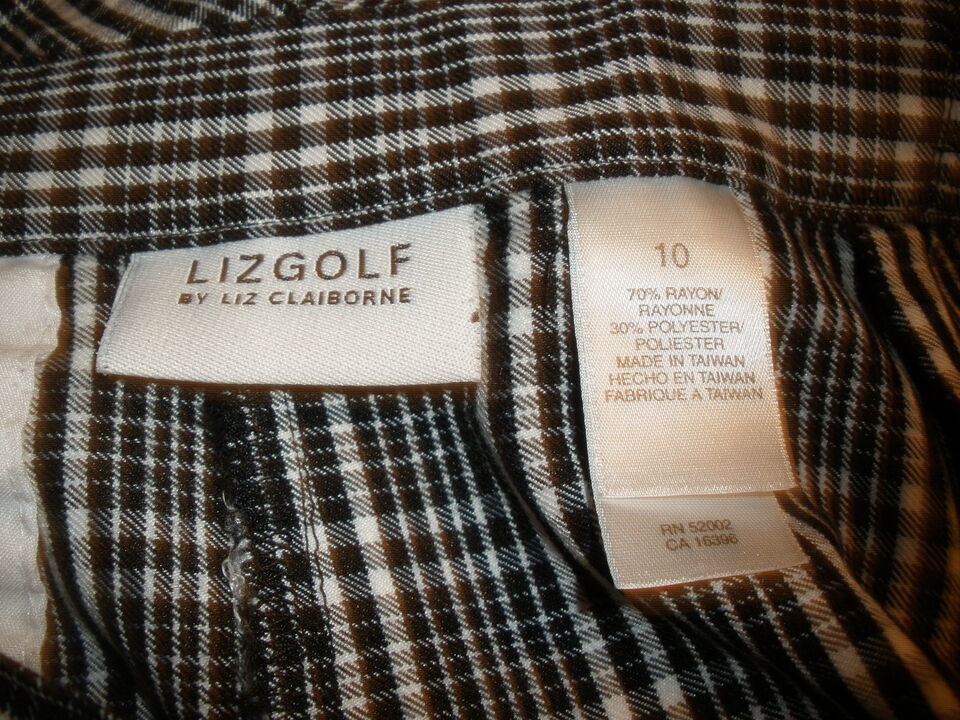 LIZGOLF
BY LIZ CLAIBORNE
10
70% RAYON/
RAYONNE
30% POLYESTER/
POLIESTER
MADE IN TAIWAN
HECHO EN TAIWAN
FABRIQUE A TAIWAN
RN 52002
CA 16396